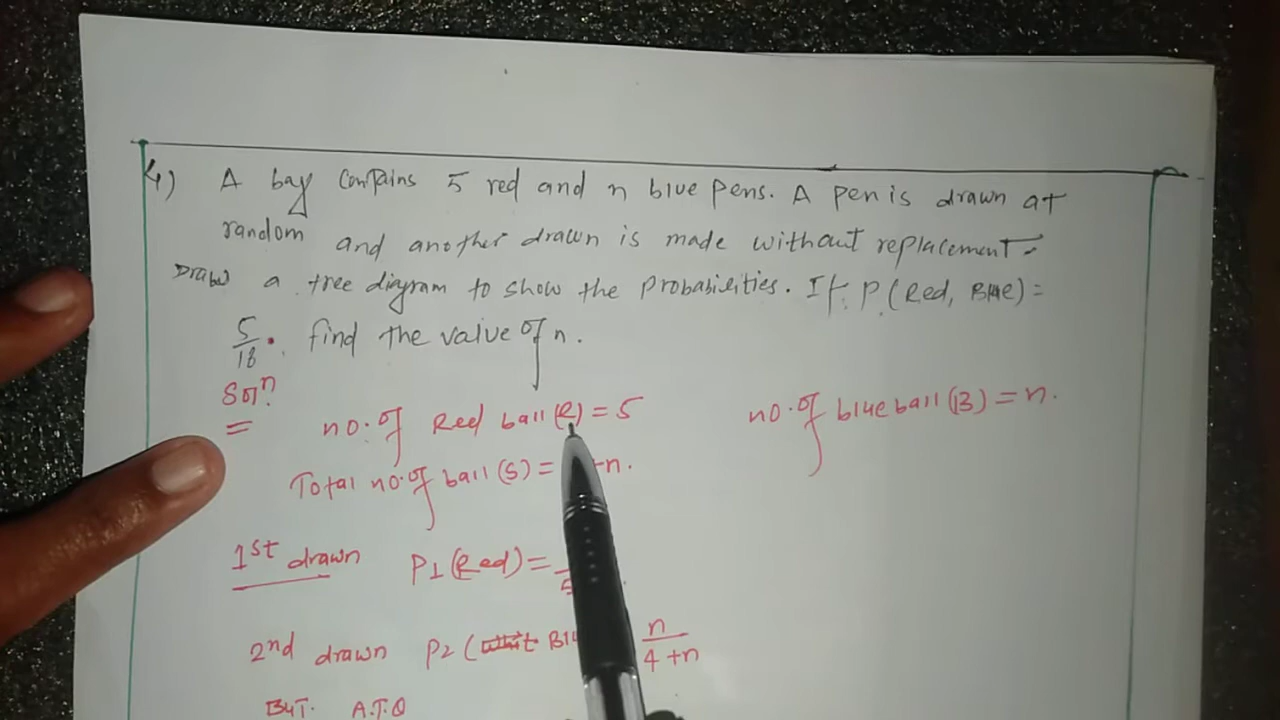 4) A bag contains 5 red and n blue pens. A pen is drawn at
random and another drawn is made without replacement.
Draw a tree diagram to show the probabilities. If P(Red, Blue) =
5/18. find the value of n.
Solⁿ.
= no. of Red ball (R) = 5 no. of blue ball (B) = n.
Total no. of ball (S) = +n.
1st drawn P1 (Red) =
2nd drawn P2 ( n/4+n
But. A.T.Q